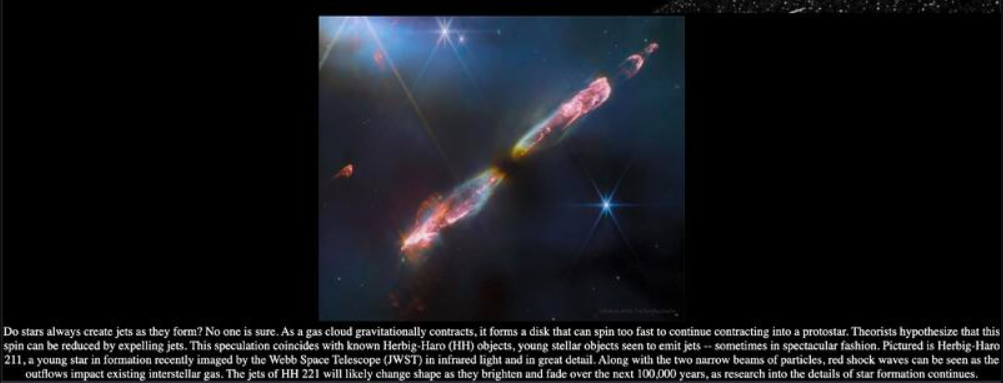 Do stars always create jets as they form? No one is sure. As a gas cloud gravitationally contracts, it forms a disk that can spin too fast to continue contracting into a protostar. Theorists hypothesize that this
spin can be reduced by expelling jets. This speculation coincides with known Herbig-Haro (HH) objects, young stellar objects seen to emit jets -- sometimes in spectacular fashion. Pictured is Herbig-Haro
211, a young star in formation recently imaged by the Webb Space Telescope (JWST) in infrared light and in great detail. Along with the two narrow beams of particles, red shock waves can be seen as the
outflows impact existing interstellar gas. The jets of HH 221 will likely change shape as they brighten and fade over the next 100,000 years, as research into the details of star formation continues.